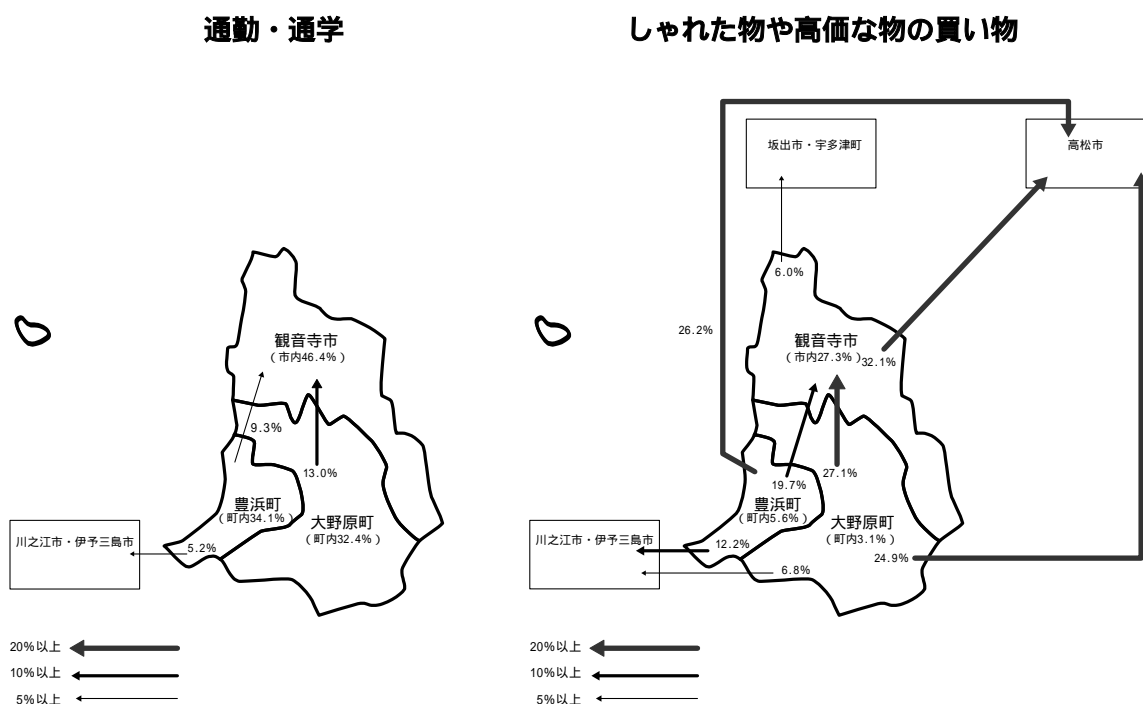 通勤・通学
しゃれた物や高価な物の買い物
観音寺市
（市内46.4%）
9.3%
13.0%
豊浜町
（町内34.1%）
大野原町
（町内32.4%）
川之江市・伊予三島市
5.2%
20%以上
10%以上
5%以上
坂出市・宇多津町
高松市
6.0%
26.2%
観音寺市
（市内27.3%）
32.1%
19.7%
27.1%
豊浜町
（町内5.6%）
大野原町
（町内3.1%）
川之江市・伊予三島市
12.2%
6.8%
24.9%
20%以上
10%以上
5%以上